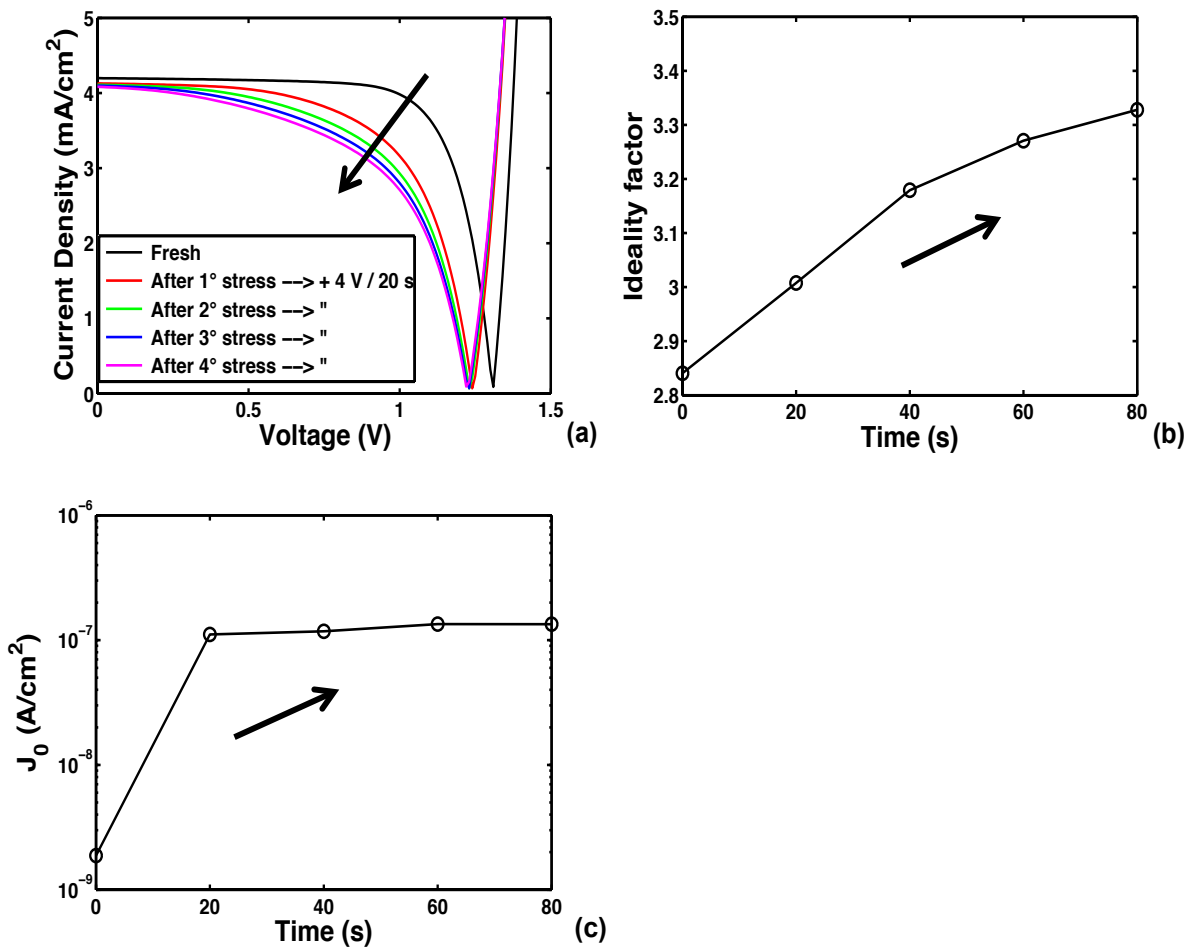 Current Density (mA/cm²)
5
4
3
2
1
0
Fresh
After 1° stress ---> + 4 V / 20 s
After 2° stress ---> "
After 3° stress ---> "
After 4° stress ---> "
0 0.5 1 1.5
Voltage (V)
(a)
Ideality factor
3.5
3.4
3.3
3.2
3.1
3
2.9
2.8
0 20 40 60 80
Time (s)
(b)
J₀ (A/cm²)
10⁻⁶
10⁻⁷
10⁻⁸
10⁻⁹
0 20 40 60 80
Time (s)
(c)